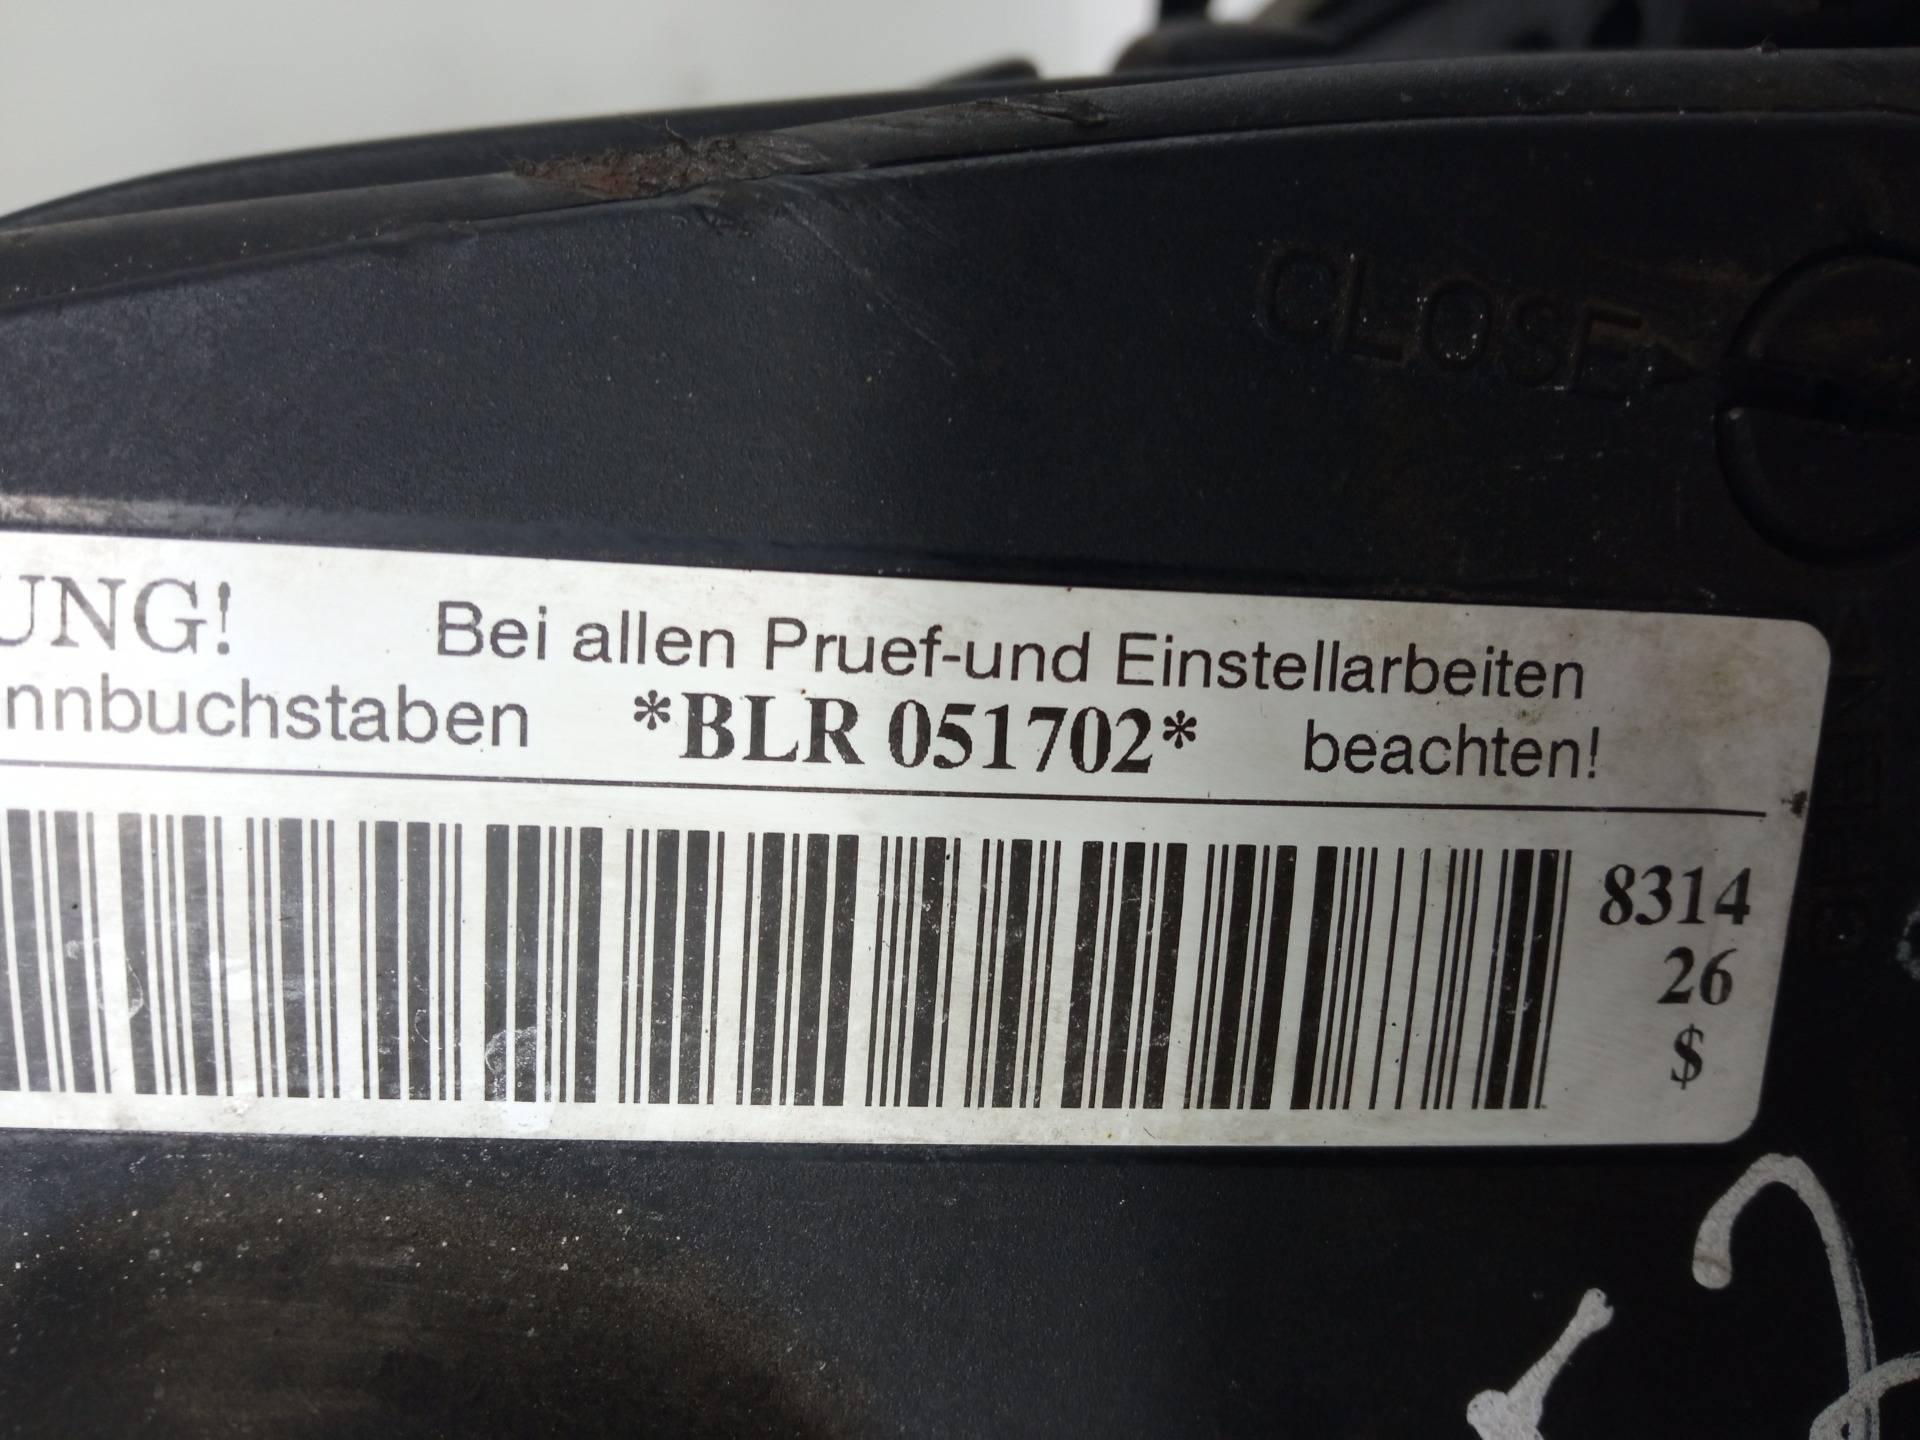 CLOSE
UNG! Bei allen Pruef-und Einstellarbeiten
nnbuchstaben *BLR 051702* beachten!
8314
26
$